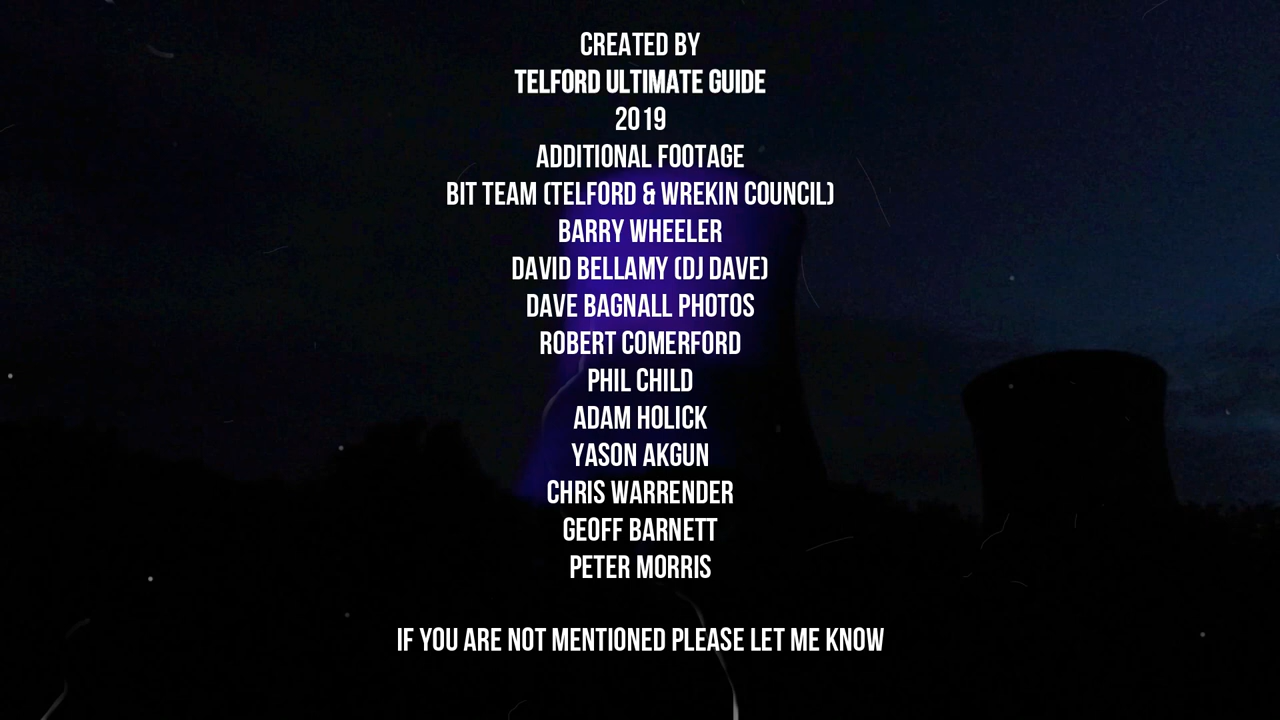 CREATED BY
TELFORD ULTIMATE GUIDE
2019
ADDITIONAL FOOTAGE
BIT TEAM (TELFORD & WREKIN COUNCIL)
BARRY WHEELER
DAVID BELLAMY (DJ DAVE)
DAVE BAGNALL PHOTOS
ROBERT COMERFORD
PHIL CHILD
ADAM HOLICK
YASON AKGUN
CHRIS WARRENDER
GEOFF BARNETT
PETER MORRIS
IF YOU ARE NOT MENTIONED PLEASE LET ME KNOW